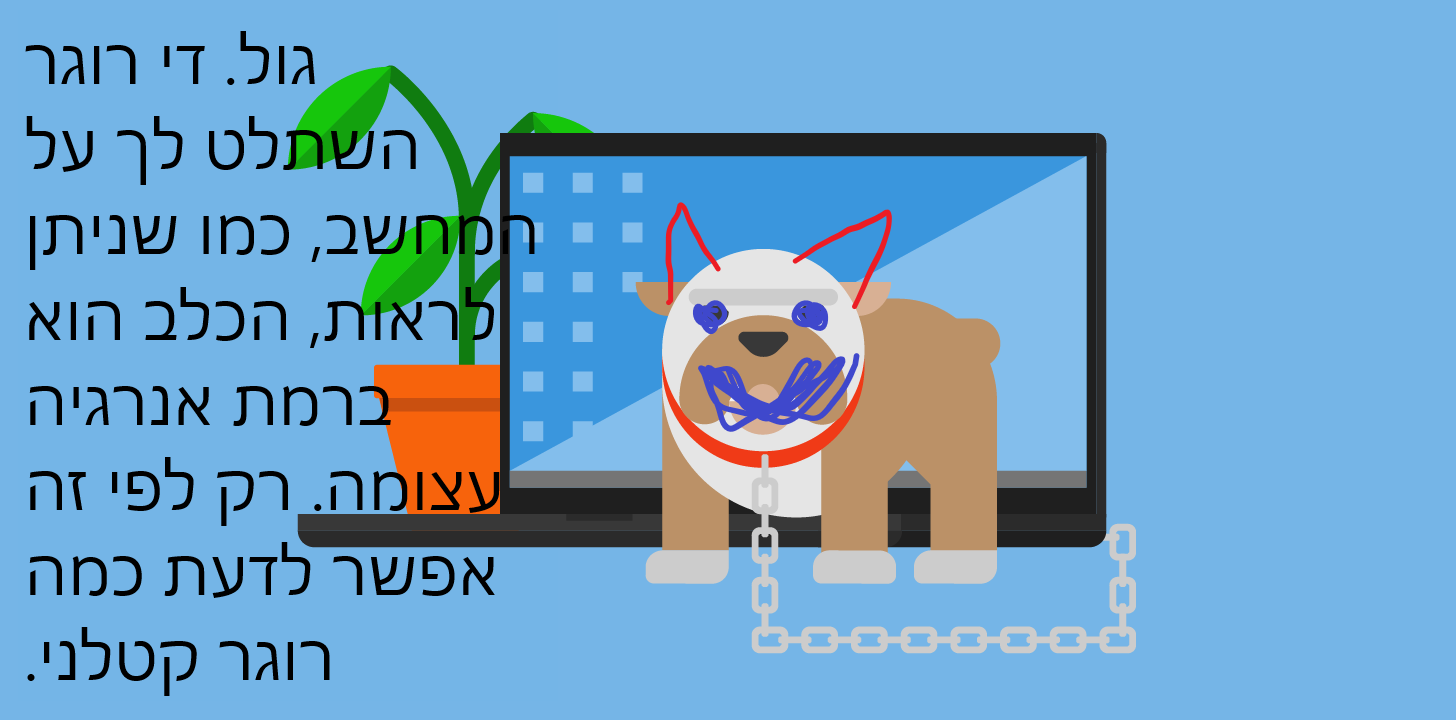 גול. די רוגר
השתלט לך על
המחשב, כמו שניתן
לראות, הכלב הוא
ברמת אנרגיה
עצומה. רק לפי זה
אפשר לדעת כמה
רוגר קטלני.